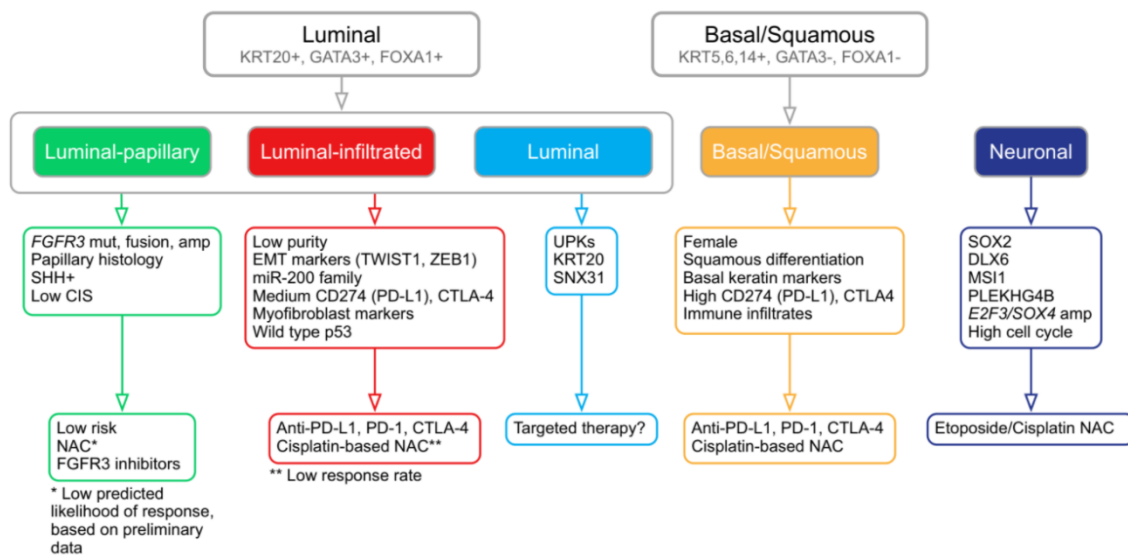 Luminal
KRT20+, GATA3+, FOXA1+
Basal/Squamous
KRT5,6,14+, GATA3-, FOXA1-
Luminal-papillary
Luminal-infiltrated
Luminal
Basal/Squamous
Neuronal
FGFR3 mut, fusion, amp
Papillary histology
SHH+
Low CIS
Low purity
EMT markers (TWIST1, ZEB1)
miR-200 family
Medium CD274 (PD-L1), CTLA-4
Myofibroblast markers
Wild type p53
UPKs
KRT20
SNX31
Female
Squamous differentiation
Basal keratin markers
High CD274 (PD-L1), CTLA4
Immune infiltrates
SOX2
DLX6
MSI1
PLEKHG4B
E2F3/SOX4 amp
High cell cycle
Low risk
NAC*
FGFR3 inhibitors
* Low predicted
likelihood of response,
based on preliminary
data
Anti-PD-L1, PD-1, CTLA-4
Cisplatin-based NAC**
** Low response rate
Targeted therapy?
Anti-PD-L1, PD-1, CTLA-4
Cisplatin-based NAC
Etoposide/Cisplatin NAC